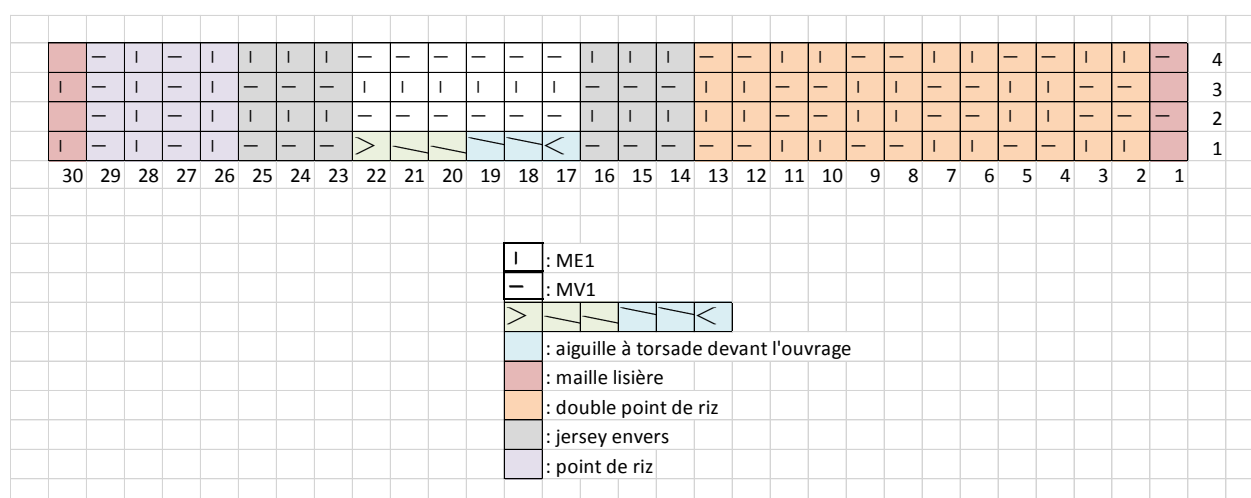 4
3
2
1
30 29 28 27 26 25 24 23 22 21 20 19 18 17 16 15 14 13 12 11 10 9 8 7 6 5 4 3 2 1
: ME1
: MV1
: aiguille à torsade devant l'ouvrage
: maille lisière
: double point de riz
: jersey envers
: point de riz